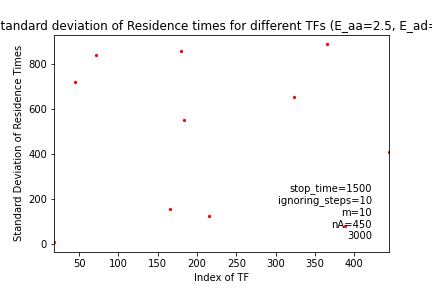 tandard deviation of Residence times for different TFs (E_aa=2.5, E_ad=
Standard Deviation of Residence Times
800
600
400
200
0
stop_time=1500
ignoring_steps=10
m=10
nA=450
3000
50 100 150 200 250 300 350 400
Index of TF